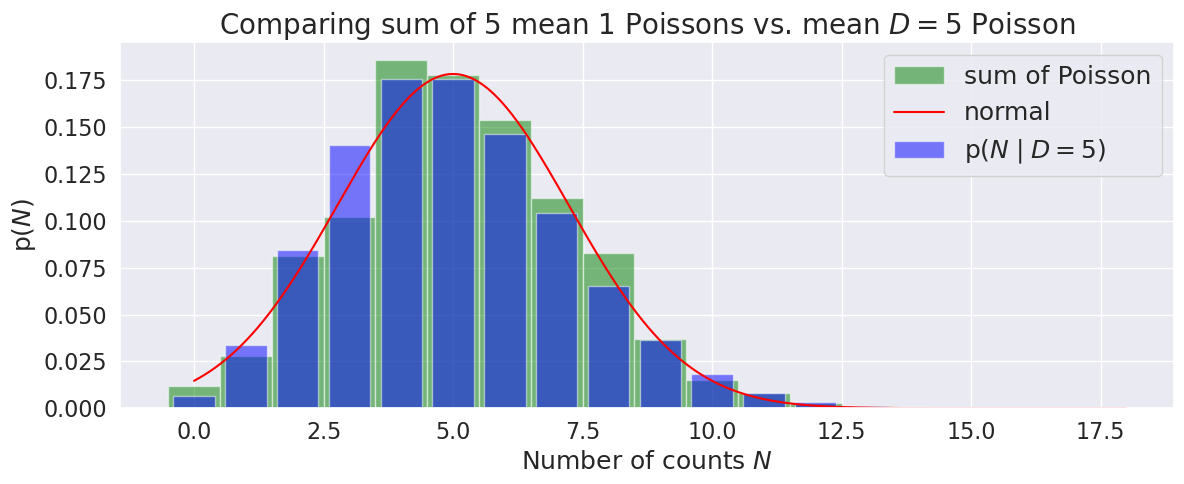 Comparing sum of 5 mean 1 Poissons vs. mean D = 5 Poisson
sum of Poisson
normal
p(N | D = 5)
p(N)
0.175
0.150
0.125
0.100
0.075
0.050
0.025
0.000
0.0 2.5 5.0 7.5 10.0 12.5 15.0 17.5
Number of counts N